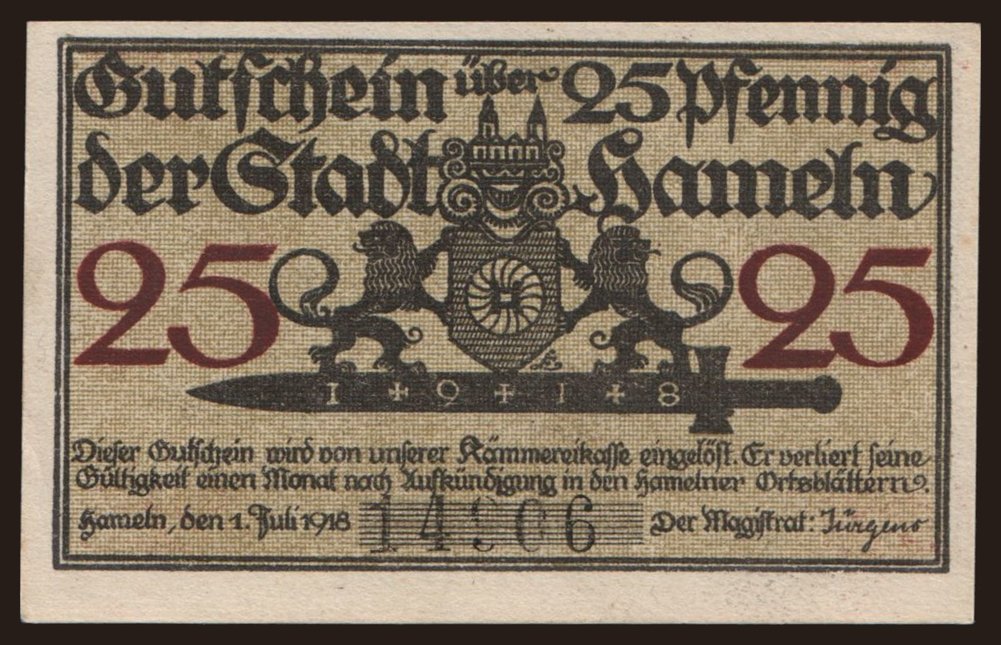 Gutschein über 25 Pfennig
der Stadt Hameln
25 25
1+9+1+8
Dieser Gutschein wird von unserer Kämmereikasse eingelöst. Er verliert seine
Gültigkeit einen Monat nach Aufkündigung in den Hamelner Ortsblättern.
Hameln, den 1. Juli 1918 14906 Der Magistrat: Jürgens